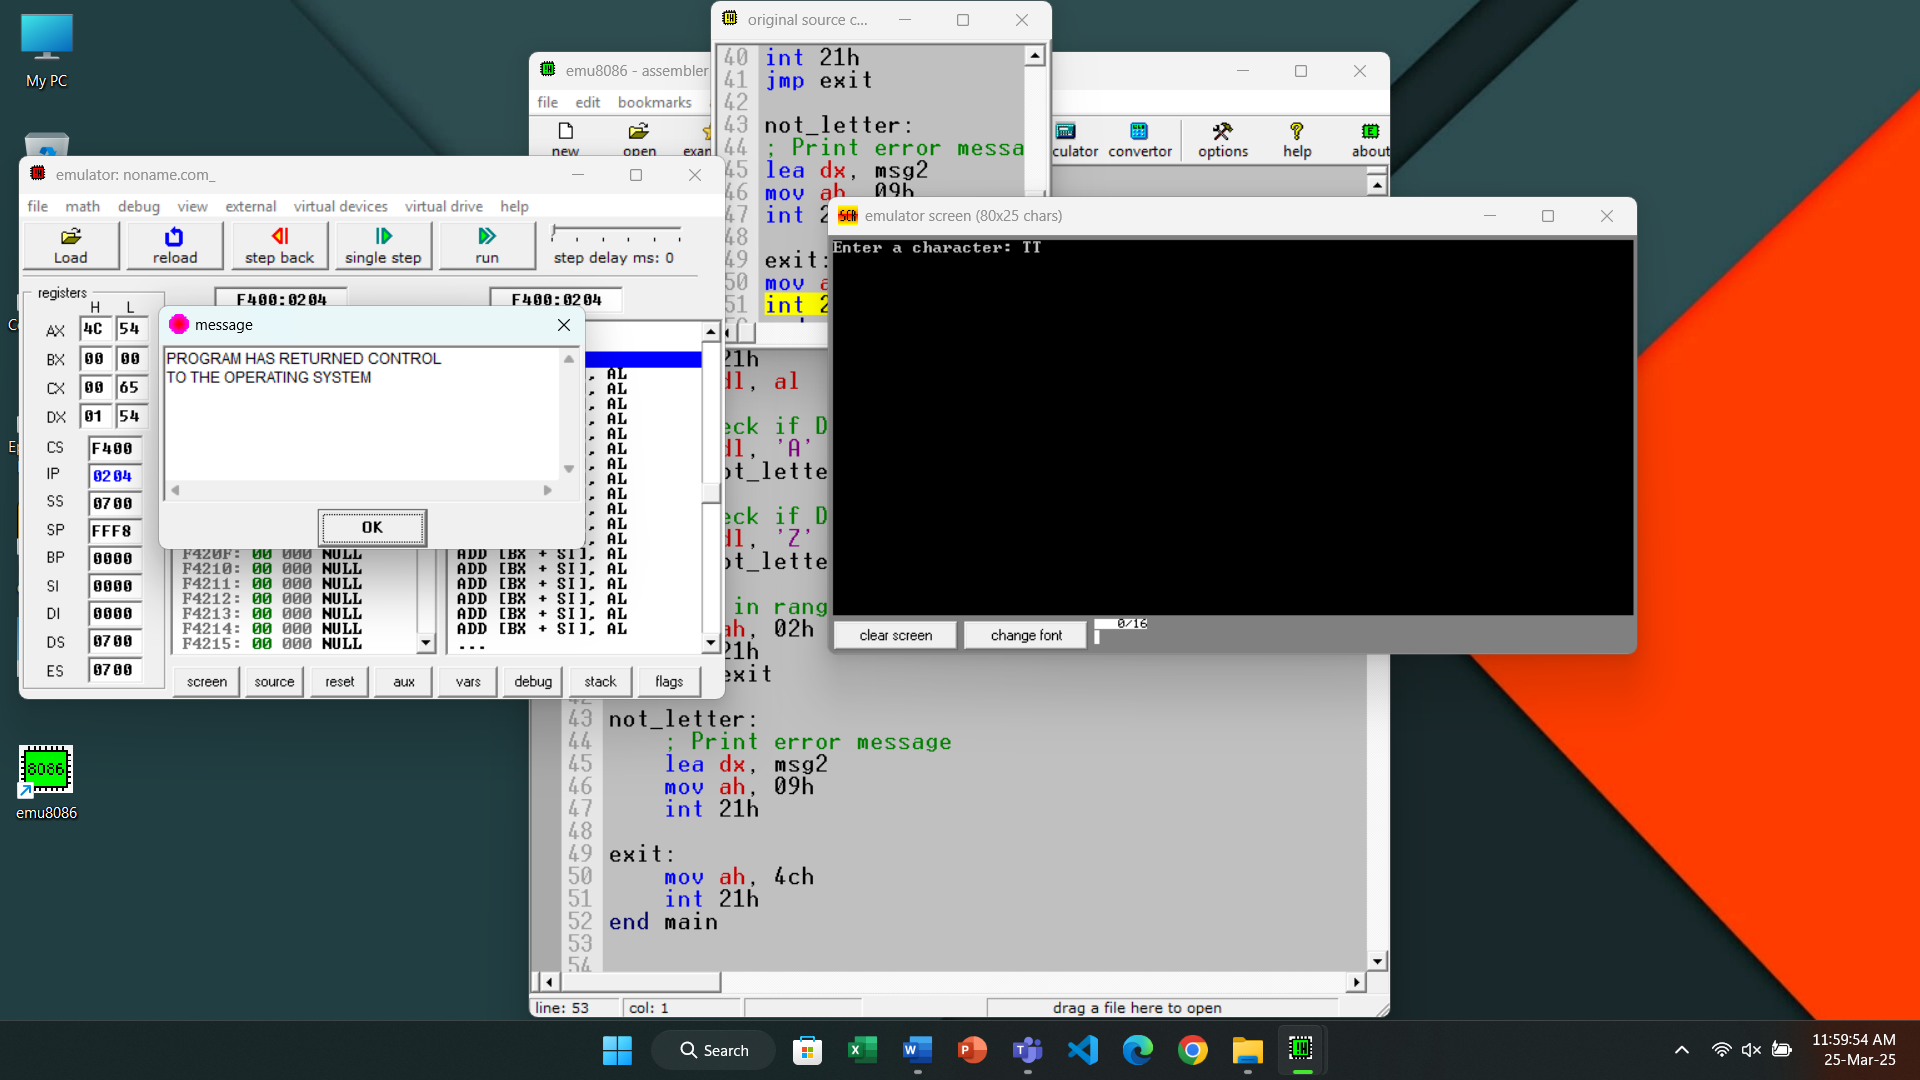 My PC
emu8086
original source c...
40 int 21h
41 jmp exit
42
43 not_letter:
44 ; Print error messa
45 lea dx, msg2
46 mov ah, 09h
47 int 2
48
49 exit:
50 mov a
51 int 2
emu8086 - assembler
file edit bookmarks
new open exam
culator convertor options help about
emulator: noname.com_
file math debug view external virtual devices virtual drive help
Load reload step back single step run step delay ms: 0
registers
F400:0204 F400:0204
H L
AX 4C 54
BX 00 00
CX 00 65
DX 01 54
CS F400
IP 0204
SS 0700
SP FFF8
BP 0000
SI 0000
DI 0000
DS 0700
ES 0700
message
PROGRAM HAS RETURNED CONTROL
TO THE OPERATING SYSTEM
OK
, AL
, AL
, AL
, AL
, AL
, AL
, AL
, AL
, AL
, AL
, AL
, AL
F420F: 00 000 NULL ADD [BX + SI], AL
F4210: 00 000 NULL ADD [BX + SI], AL
F4211: 00 000 NULL ADD [BX + SI], AL
F4212: 00 000 NULL ADD [BX + SI], AL
F4213: 00 000 NULL ADD [BX + SI], AL
F4214: 00 000 NULL ADD [BX + SI], AL
F4215: 00 000 NULL ...
screen source reset aux vars debug stack flags
emulator screen (80x25 chars)
Enter a character: TT
clear screen change font 0/16
21h
dl, al
eck if D
dl, 'A'
ot_lette
eck if D
dl, 'Z'
ot_lette
in rang
ah, 02h
21h
exit
42
43 not_letter:
44 ; Print error message
45 lea dx, msg2
46 mov ah, 09h
47 int 21h
48
49 exit:
50 mov ah, 4ch
51 int 21h
52 end main
53
54
line: 53 col: 1 drag a file here to open
Search
11:59:54 AM
25-Mar-25